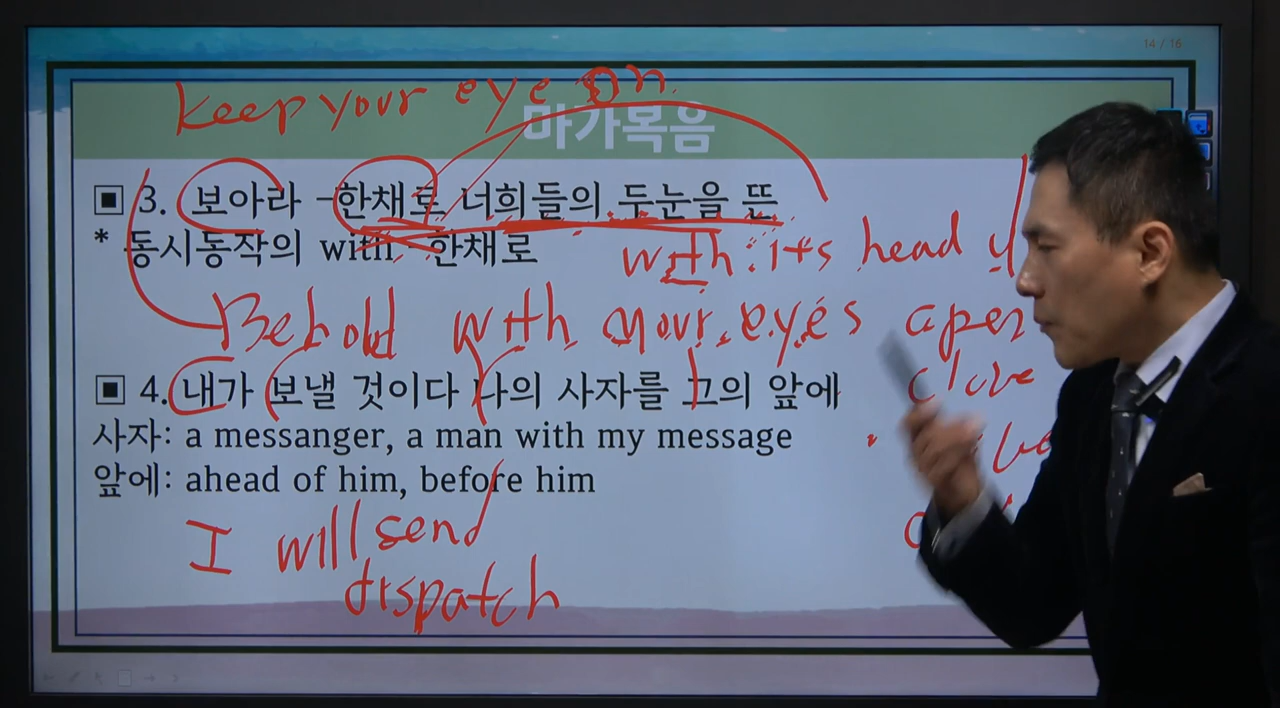 14 / 16
Keep your eye on
마가복음
▣ 3. 보아라 -한채로 너희들의 두눈을 뜬
* 동시동작의 with 한채로
with its head
Behold with your eyes open
▣ 4. 내가 보낼 것이다 나의 사자를 그의 앞에
사자: a messanger, a man with my message
앞에: ahead of him, before him
I will send
dispatch